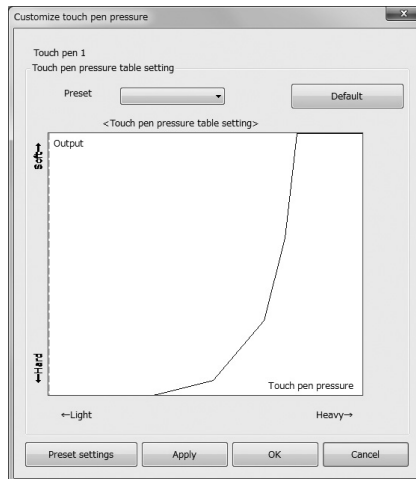 Customize touch pen pressure
Touch pen 1
Touch pen pressure table setting
Preset
Default
<Touch pen pressure table setting>
Output
Soft→
←Hard
Touch pen pressure
←Light
Heavy→
Preset settings
Apply
OK
Cancel